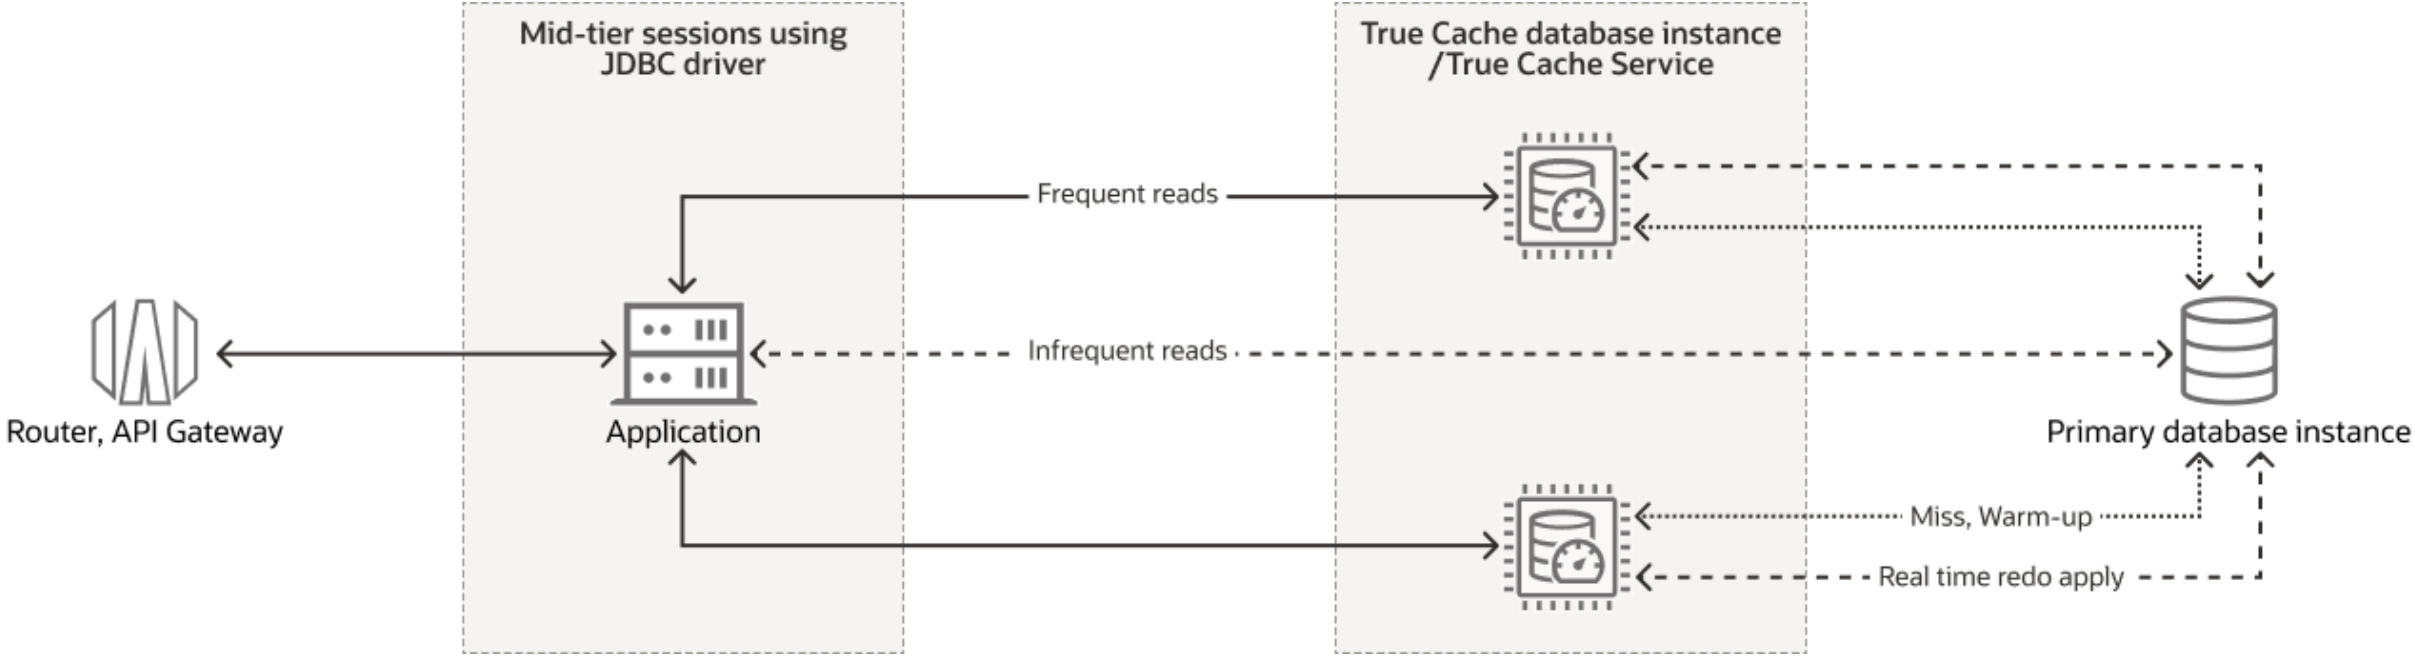 Mid-tier sessions using
JDBC driver
True Cache database instance
/True Cache Service
Frequent reads
Infrequent reads
Router, API Gateway
Application
Primary database instance
Miss, Warm-up
Real time redo apply